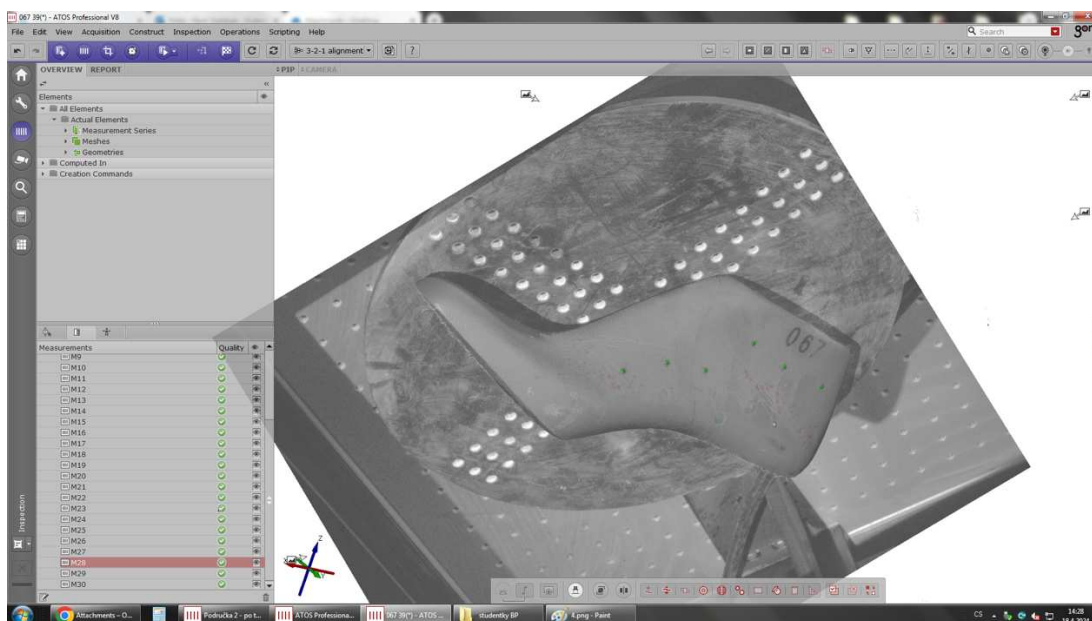 067 39(*) - ATOS Professional V8
File Edit View Acquisition Construct Inspection Operations Scripting Help
Search
3-2-1 alignment
?
OVERVIEW REPORT
PIP CAMERA
Elements
All Elements
Actual Elements
Measurement Series
Meshes
Geometries
Computed In
Creation Commands
067
Measurements Quality
M9
M10
M11
M12
M13
M14
M15
M16
M17
M18
M19
M20
M21
M22
M23
M24
M25
M26
M27
M28
M29
M30
Inspection
Z
Y
X
Attachments – O...
Područka 2 - po t...
ATOS Professiona...
067 39(*) - ATOS ...
studentky BP
4.png - Paint
CS
14:28